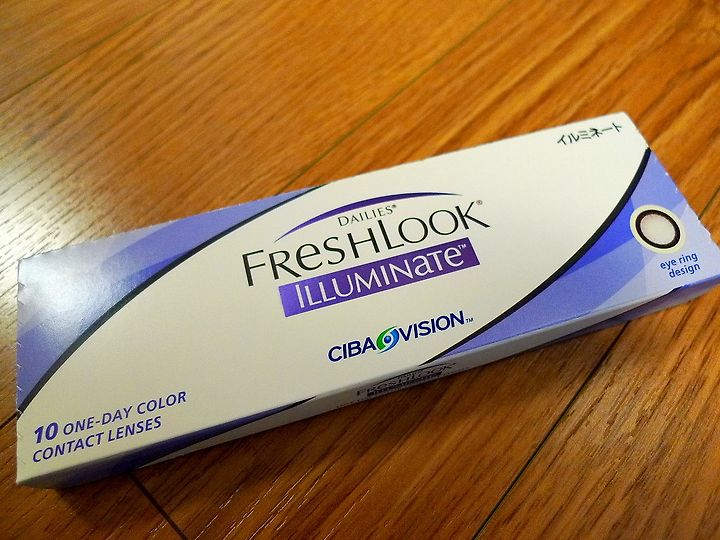 イルミネート
DAILIES®
FRESHLOOK®
ILLUMINATE™
CIBA VISION™
eye ring
design
10 ONE-DAY COLOR
CONTACT LENSES
FRESHLOOK